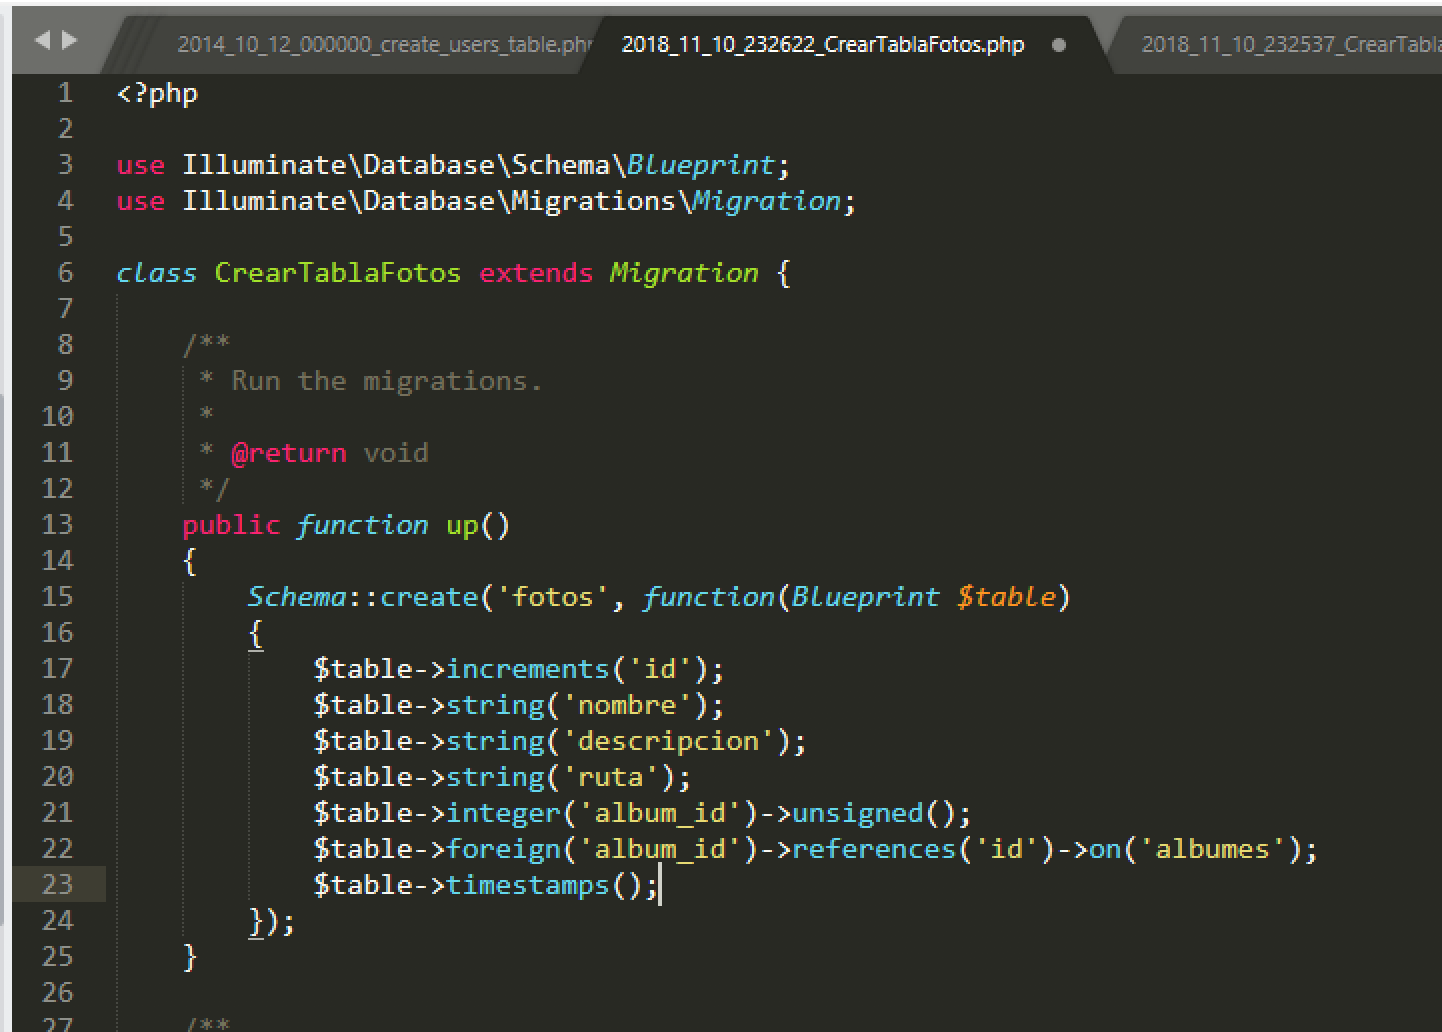 2014_10_12_000000_create_users_table.php
2018_11_10_232622_CrearTablaFotos.php
2018_11_10_232537_CrearTabla
1 <?php
2
3 use Illuminate\Database\Schema\Blueprint;
4 use Illuminate\Database\Migrations\Migration;
5
6 class CrearTablaFotos extends Migration {
7
8 /**
9 * Run the migrations.
10 *
11 * @return void
12 */
13 public function up()
14 {
15 Schema::create('fotos', function(Blueprint $table)
16 {
17 $table->increments('id');
18 $table->string('nombre');
19 $table->string('descripcion');
20 $table->string('ruta');
21 $table->integer('album_id')->unsigned();
22 $table->foreign('album_id')->references('id')->on('albumes');
23 $table->timestamps();
24 });
25 }
26
27 /**